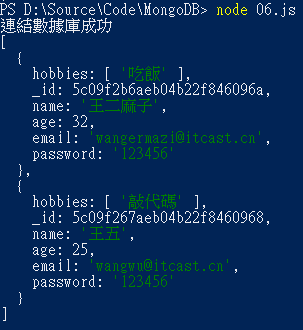 PS D:\Source\Code\MongoDB> node 06.js
連結數據庫成功
[
  {
    hobbies: [ '吃飯' ],
    _id: 5c09f2b6aeb04b22f846096a,
    name: '王二麻子',
    age: 32,
    email: 'wangermazi@itcast.cn',
    password: '123456'
  },
  {
    hobbies: [ '敲代碼' ],
    _id: 5c09f267aeb04b22f8460968,
    name: '王五',
    age: 25,
    email: 'wangwu@itcast.cn',
    password: '123456'
  }
]